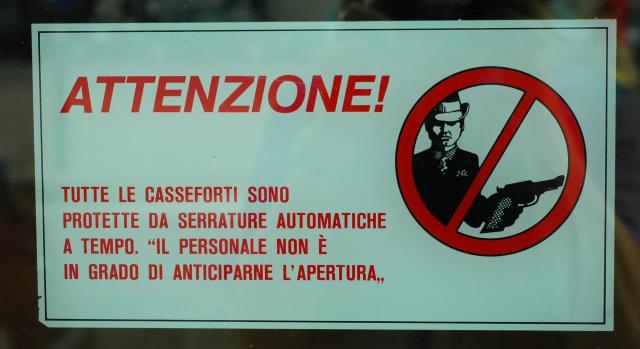 ATTENZIONE!
TUTTE LE CASSEFORTI SONO
PROTETTE DA SERRATURE AUTOMATICHE
A TEMPO. “IL PERSONALE NON È
IN GRADO DI ANTICIPARNE L'APERTURA„